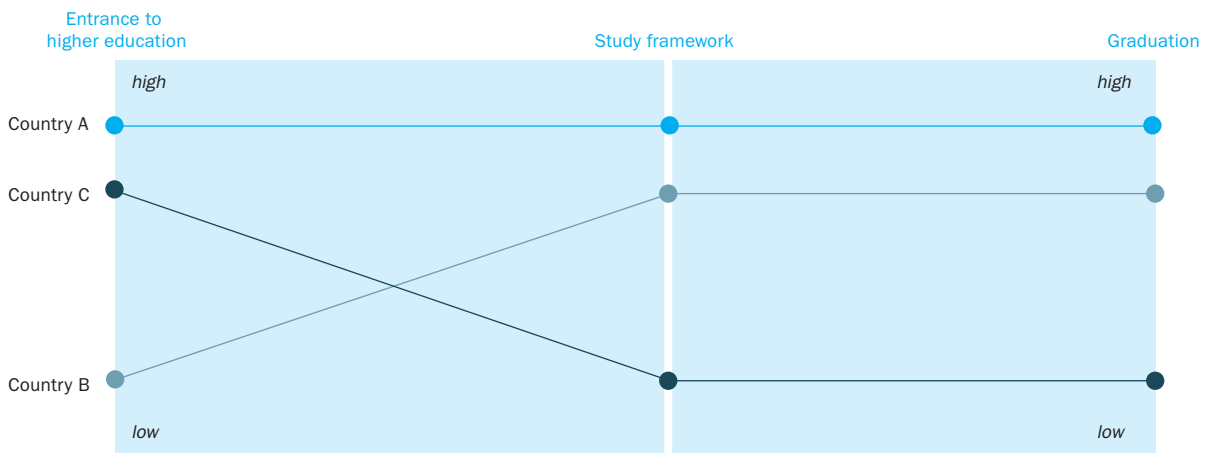 Entrance to
higher education
Study framework
Graduation
high
high
Country A
Country C
Country B
low
low